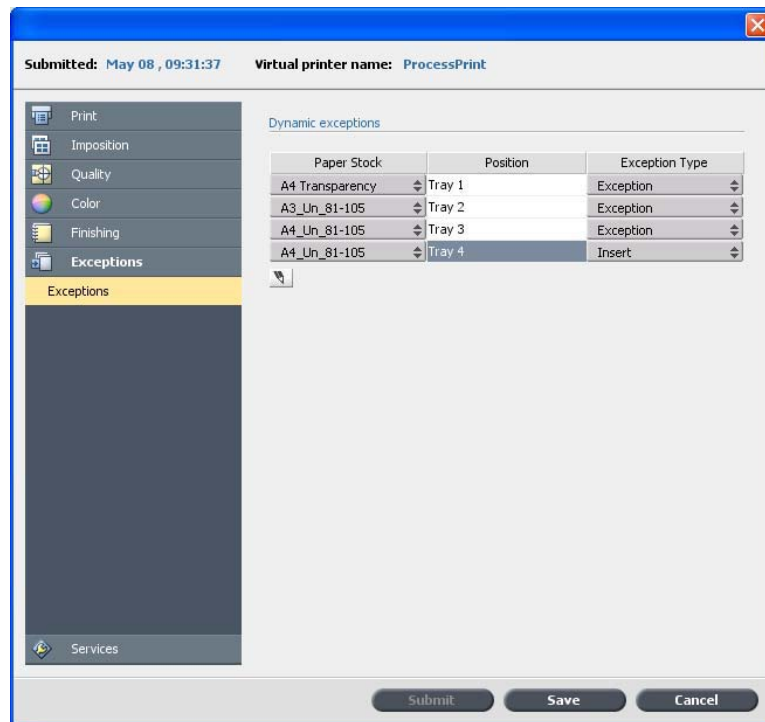 Submitted: May 08 , 09:31:37 Virtual printer name: ProcessPrint
Print
Imposition
Quality
Color
Finishing
Exceptions
Exceptions
Services
Dynamic exceptions
Paper Stock Position Exception Type
A4 Transparency Tray 1 Exception
A3_Un_81-105 Tray 2 Exception
A4_Un_81-105 Tray 3 Exception
A4_Un_81-105 Tray 4 Insert
Submit Save Cancel